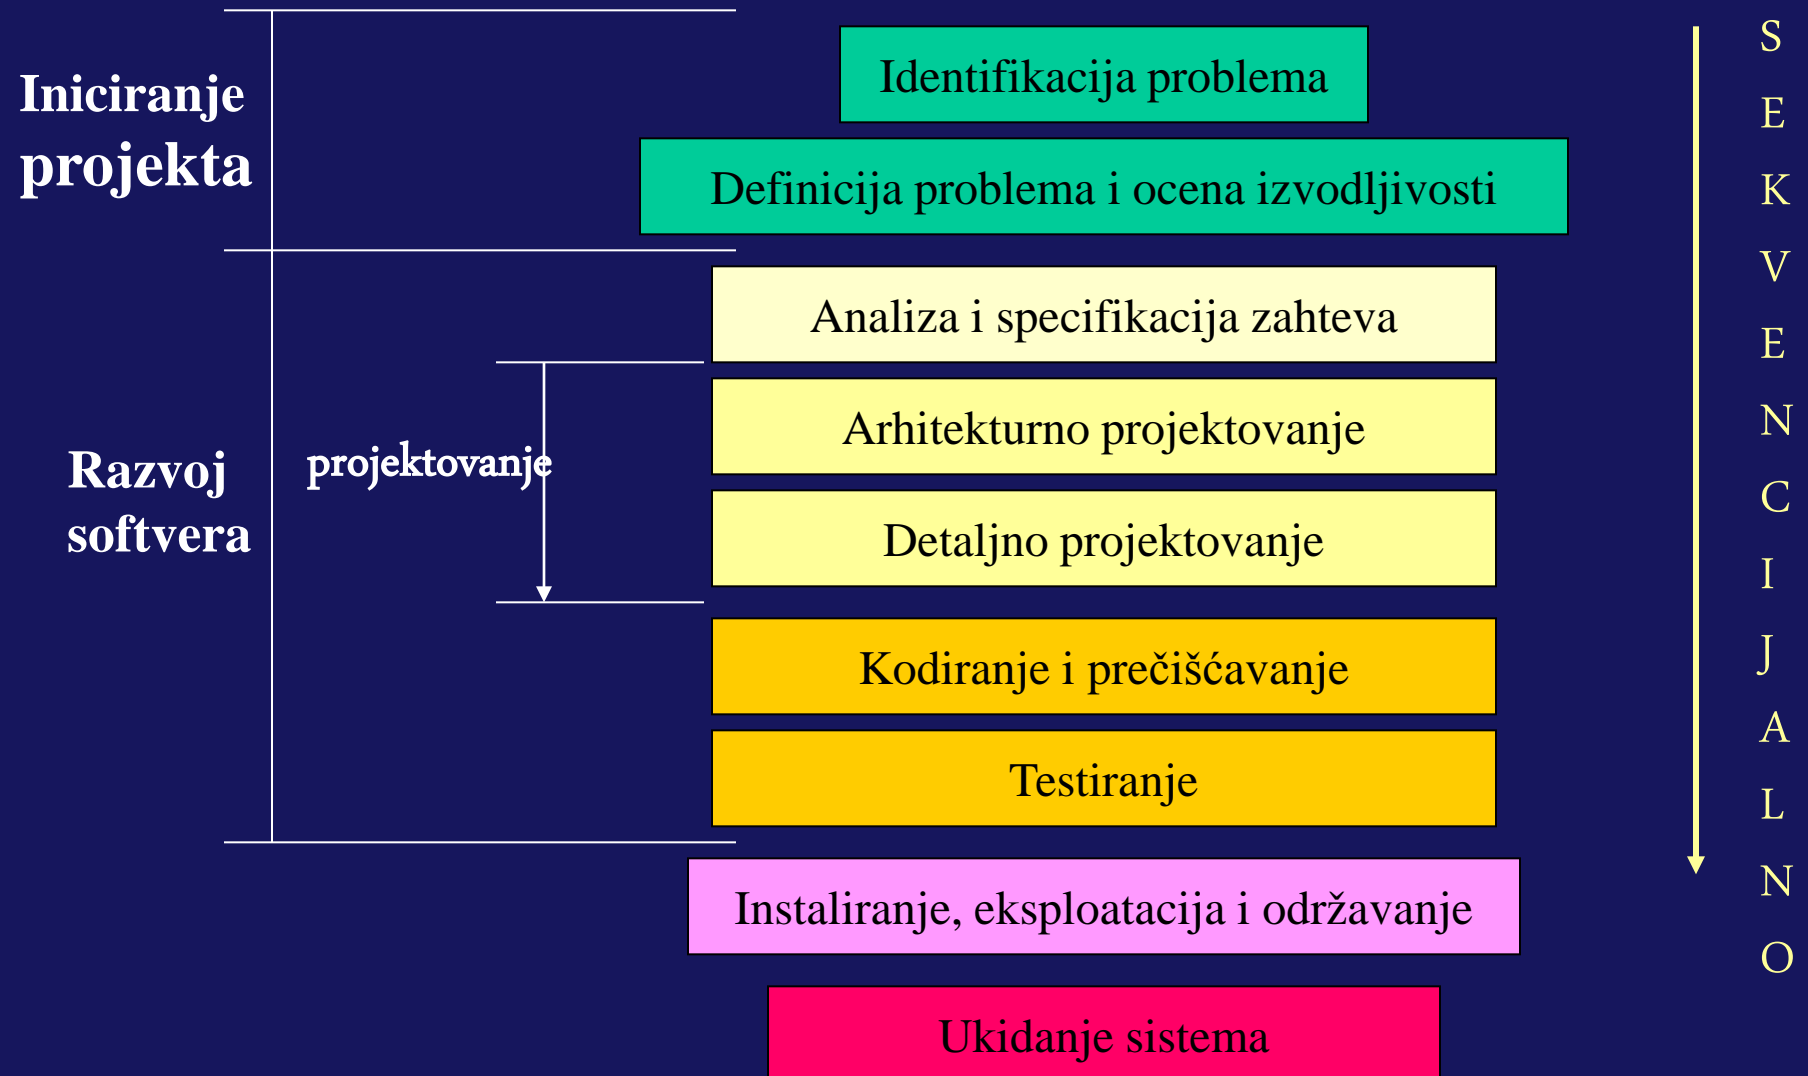 Iniciranje
projekta
Identifikacija problema
Definicija problema i ocena izvodljivosti
Razvoj
softvera
projektovanje
Analiza i specifikacija zahteva
Arhitekturno projektovanje
Detaljno projektovanje
Kodiranje i prečišćavanje
Testiranje
Instaliranje, eksploatacija i održavanje
Ukidanje sistema
S
E
K
V
E
N
C
I
J
A
L
N
O